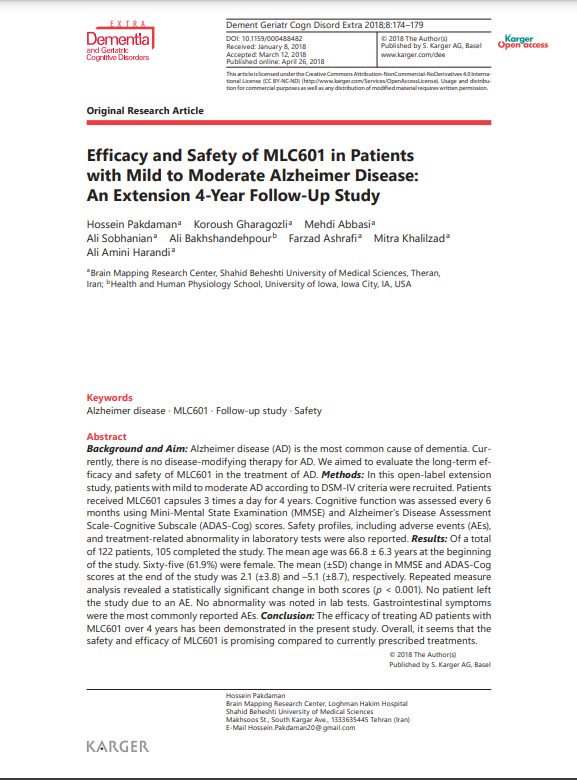 EXTRA
Dementia
and Geriatric
Cognitive Disorders
Dement Geriatr Cogn Disord Extra 2018;8:174–179
DOI: 10.1159/000488482
Received: January 8, 2018
Accepted: March 12, 2018
Published online: April 26, 2018
© 2018 The Author(s)
Published by S. Karger AG, Basel
www.karger.com/dee
Karger
Open access
This article is licensed under the Creative Commons Attribution-NonCommercial-NoDerivatives 4.0 Interna-
tional License (CC BY-NC-ND) (http://www.karger.com/Services/OpenAccessLicense). Usage and distribu-
tion for commercial purposes as well as any distribution of modified material requires written permission.
Original Research Article
Efficacy and Safety of MLC601 in Patients
with Mild to Moderate Alzheimer Disease:
An Extension 4-Year Follow-Up Study
Hossein Pakdamanᵃ Koroush Gharagozliᵃ Mehdi Abbasiᵃ
Ali Sobhanianᵃ Ali Bakhshandehpourᵇ Farzad Ashrafiᵃ Mitra Khalilzadᵃ
Ali Amini Harandiᵃ
ᵃBrain Mapping Research Center, Shahid Beheshti University of Medical Sciences, Theran,
Iran; ᵇHealth and Human Physiology School, University of Iowa, Iowa City, IA, USA
Keywords
Alzheimer disease · MLC601 · Follow-up study · Safety
Abstract
Background and Aim: Alzheimer disease (AD) is the most common cause of dementia. Cur-
rently, there is no disease-modifying therapy for AD. We aimed to evaluate the long-term ef-
ficacy and safety of MLC601 in the treatment of AD. Methods: In this open-label extension
study, patients with mild to moderate AD according to DSM-IV criteria were recruited. Patients
received MLC601 capsules 3 times a day for 4 years. Cognitive function was assessed every 6
months using Mini-Mental State Examination (MMSE) and Alzheimer's Disease Assessment
Scale-Cognitive Subscale (ADAS-Cog) scores. Safety profiles, including adverse events (AEs),
and treatment-related abnormality in laboratory tests were also reported. Results: Of a total
of 122 patients, 105 completed the study. The mean age was 66.8 ± 6.3 years at the beginning
of the study. Sixty-five (61.9%) were female. The mean (±SD) change in MMSE and ADAS-Cog
scores at the end of the study was 2.1 (±3.8) and –5.1 (±8.7), respectively. Repeated measure
analysis revealed a statistically significant change in both scores (p < 0.001). No patient left
the study due to an AE. No abnormality was noted in lab tests. Gastrointestinal symptoms
were the most commonly reported AEs. Conclusion: The efficacy of treating AD patients with
MLC601 over 4 years has been demonstrated in the present study. Overall, it seems that the
safety and efficacy of MLC601 is promising compared to currently prescribed treatments.
© 2018 The Author(s)
Published by S. Karger AG, Basel
Hossein Pakdaman
Brain Mapping Research Center, Loghman Hakim Hospital
Shahid Beheshti University of Medical Sciences
Makhsoos St., South Kargar Ave., 1333635445 Tehran (Iran)
E-Mail Hossein.Pakdaman20@gmail.com
KARGER